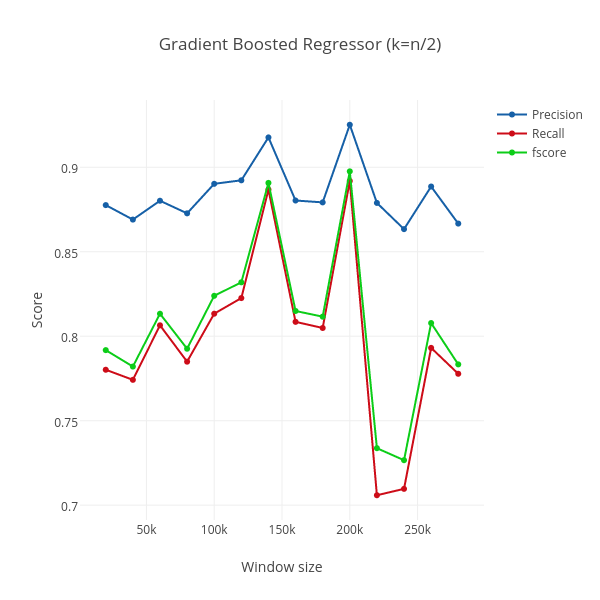 Gradient Boosted Regressor (k=n/2)
Precision
Recall
fscore
0.9
0.85
0.8
0.75
0.7
Score
50k
100k
150k
200k
250k
Window size